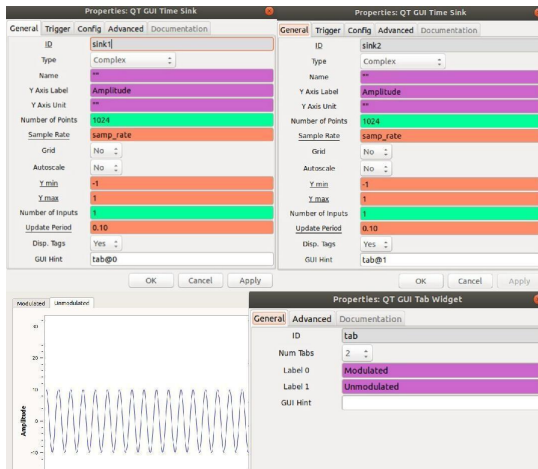 Properties: QT GUI Time Sink
General Trigger Config Advanced Documentation
ID sink1
Type Complex
Name ""
Y Axis Label Amplitude
Y Axis Unit ""
Number of Points 1024
Sample Rate samp_rate
Grid No
Autoscale No
Y min -1
Y max 1
Number of Inputs 1
Update Period 0.10
Disp. Tags Yes
GUI Hint tab@0
OK Cancel Apply
Properties: QT GUI Time Sink
General Trigger Config Advanced Documentation
ID sink2
Type Complex
Name ""
Y Axis Label Amplitude
Y Axis Unit ""
Number of Points 1024
Sample Rate samp_rate
Grid No
Autoscale No
Y min -1
Y max 1
Number of Inputs 1
Update Period 0.10
Disp. Tags Yes
GUI Hint tab@1
OK Cancel Apply
Modulated Unmodulated
20
10
0
-10
Amplitude
Properties: QT GUI Tab Widget
General Advanced Documentation
ID tab
Num Tabs 2
Label 0 Modulated
Label 1 Unmodulated
GUI Hint